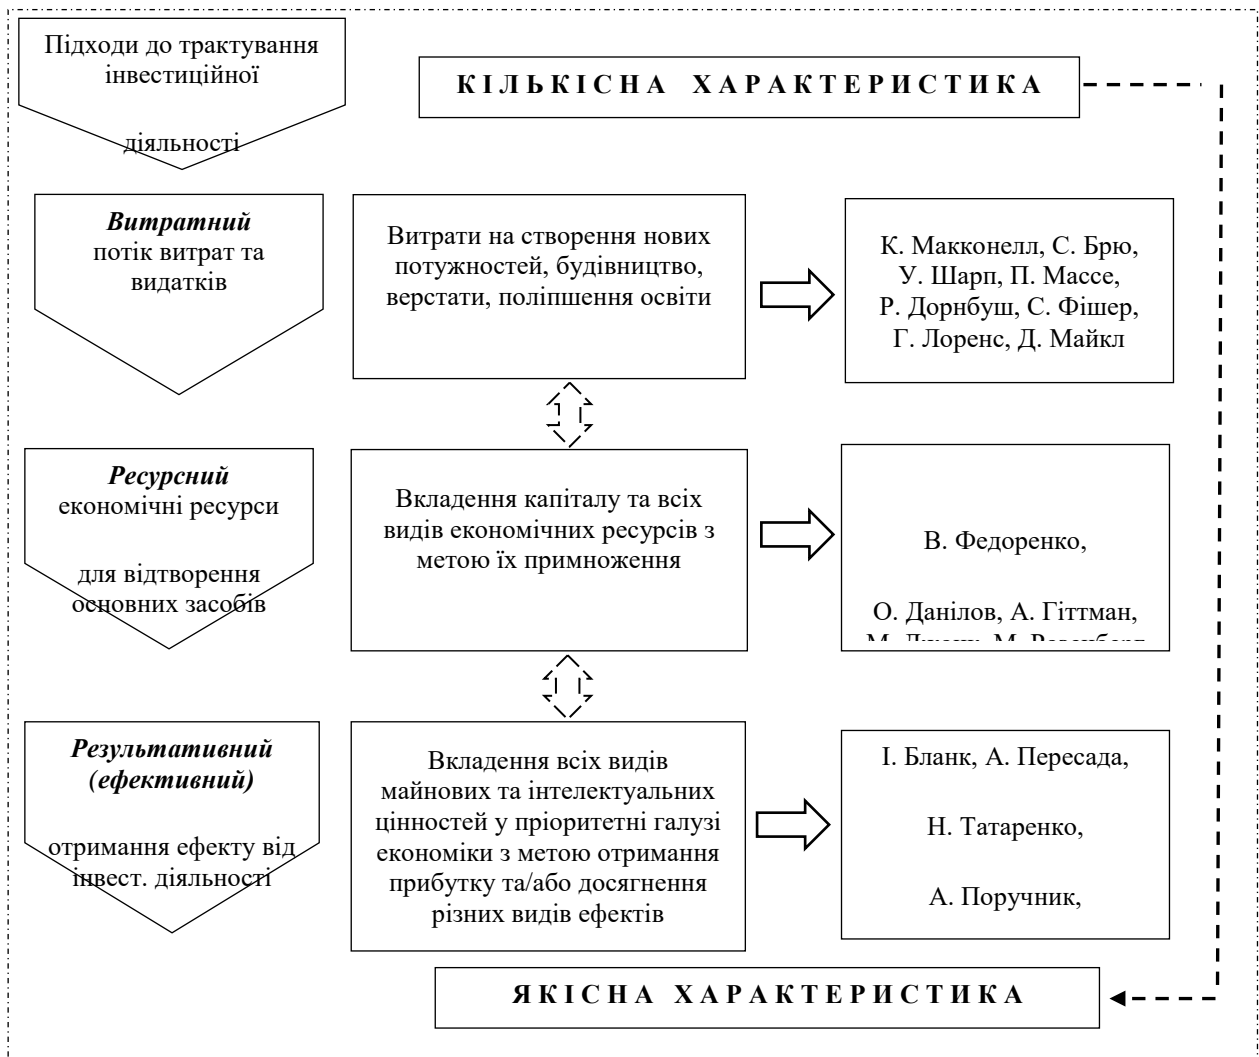 Підходи до трактування
інвестиційної
діяльності
КІЛЬКІСНА ХАРАКТЕРИСТИКА
Витратний
потік витрат та
видатків
Витрати на створення нових
потужностей, будівництво,
верстати, поліпшення освіти
К. Макконелл, С. Брю,
У. Шарп, П. Массе,
Р. Дорнбуш, С. Фішер,
Г. Лоренс, Д. Майкл
Ресурсний
економічні ресурси
для відтворення
основних засобів
Вкладення капіталу та всіх
видів економічних ресурсів з
метою їх примноження
В. Федоренко,
О. Данілов, А. Гіттман,
Результативний
(ефективний)
отримання ефекту від
інвест. діяльності
Вкладення всіх видів
майнових та інтелектуальних
цінностей у пріоритетні галузі
економіки з метою отримання
прибутку та/або досягнення
різних видів ефектів
І. Бланк, А. Пересада,
Н. Татаренко,
А. Поручник,
ЯКІСНА ХАРАКТЕРИСТИКА